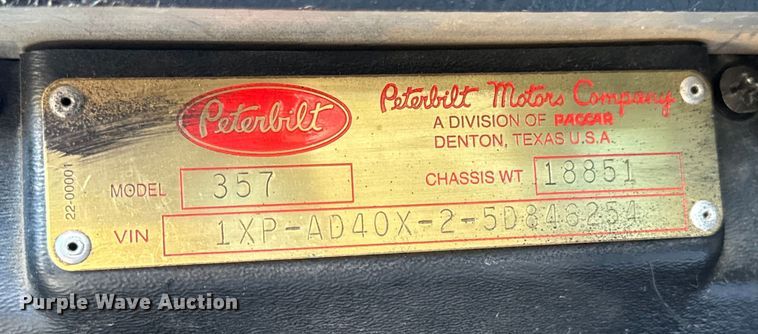 Peterbilt
Peterbilt Motors Company
A DIVISION OF PACCAR
DENTON, TEXAS U.S.A.
22-00001
MODEL 357
CHASSIS WT 18851
VIN 1XP-AD40X-2-5D846254
Purple Wave Auction